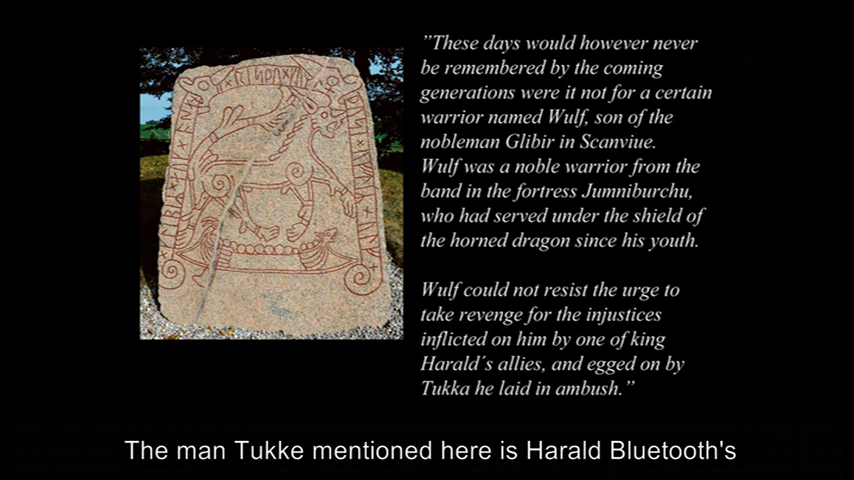 ”These days would however never
be remembered by the coming
generations were it not for a certain
warrior named Wulf, son of the
nobleman Glibir in Scanviue.
Wulf was a noble warrior from the
band in the fortress Jumniburchu,
who had served under the shield of
the horned dragon since his youth.
Wulf could not resist the urge to
take revenge for the injustices
inflicted on him by one of king
Harald´s allies, and egged on by
Tukka he laid in ambush.”
The man Tukke mentioned here is Harald Bluetooth's